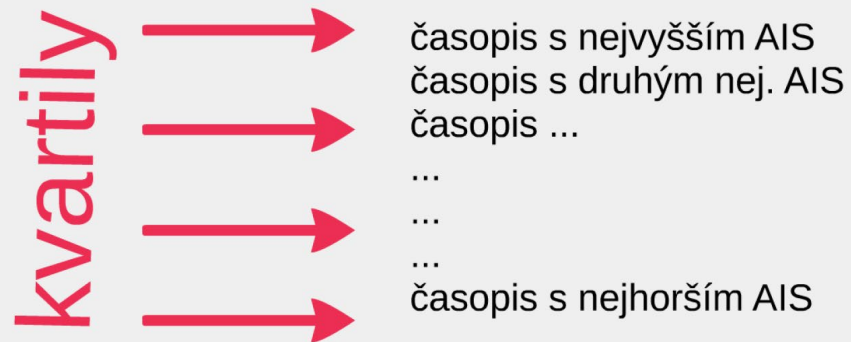 kvartily
časopis s nejvyšším AIS
časopis s druhým nej. AIS
časopis ...
...
...
...
časopis s nejhorším AIS